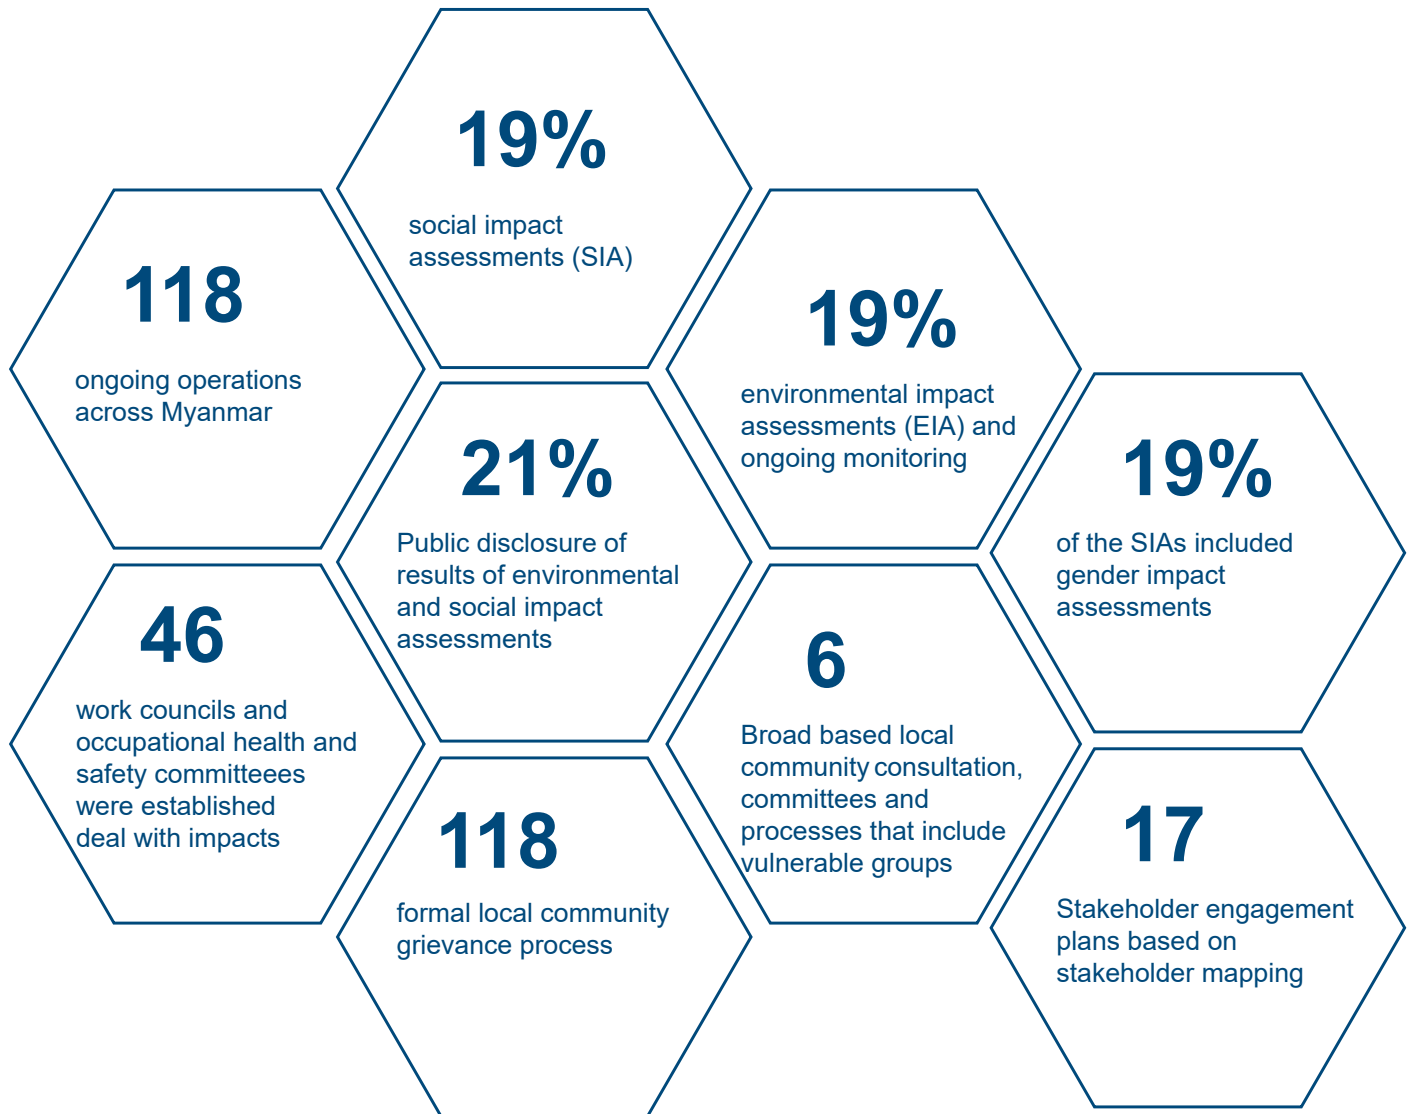 19%
social impact
assessments (SIA)
118
ongoing operations
across Myanmar
19%
environmental impact
assessments (EIA) and
ongoing monitoring
21%
Public disclosure of
results of environmental
and social impact
assessments
19%
of the SIAs included
gender impact
assessments
46
work councils and
occupational health and
safety committeees
were established
deal with impacts
6
Broad based local
community consultation,
committees and
processes that include
vulnerable groups
118
formal local community
grievance process
17
Stakeholder engagement
plans based on
stakeholder mapping